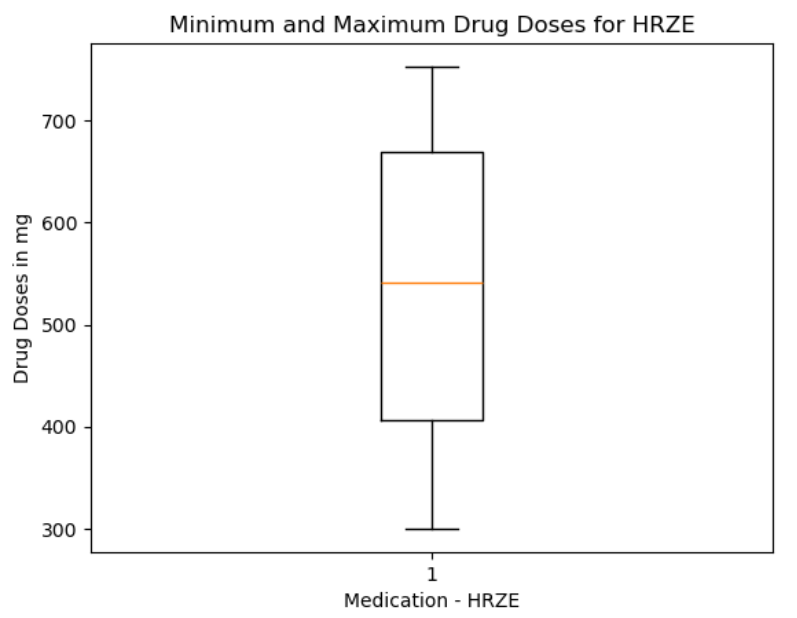 Minimum and Maximum Drug Doses for HRZE
700
600
500
400
300
Drug Doses in mg
1
Medication - HRZE